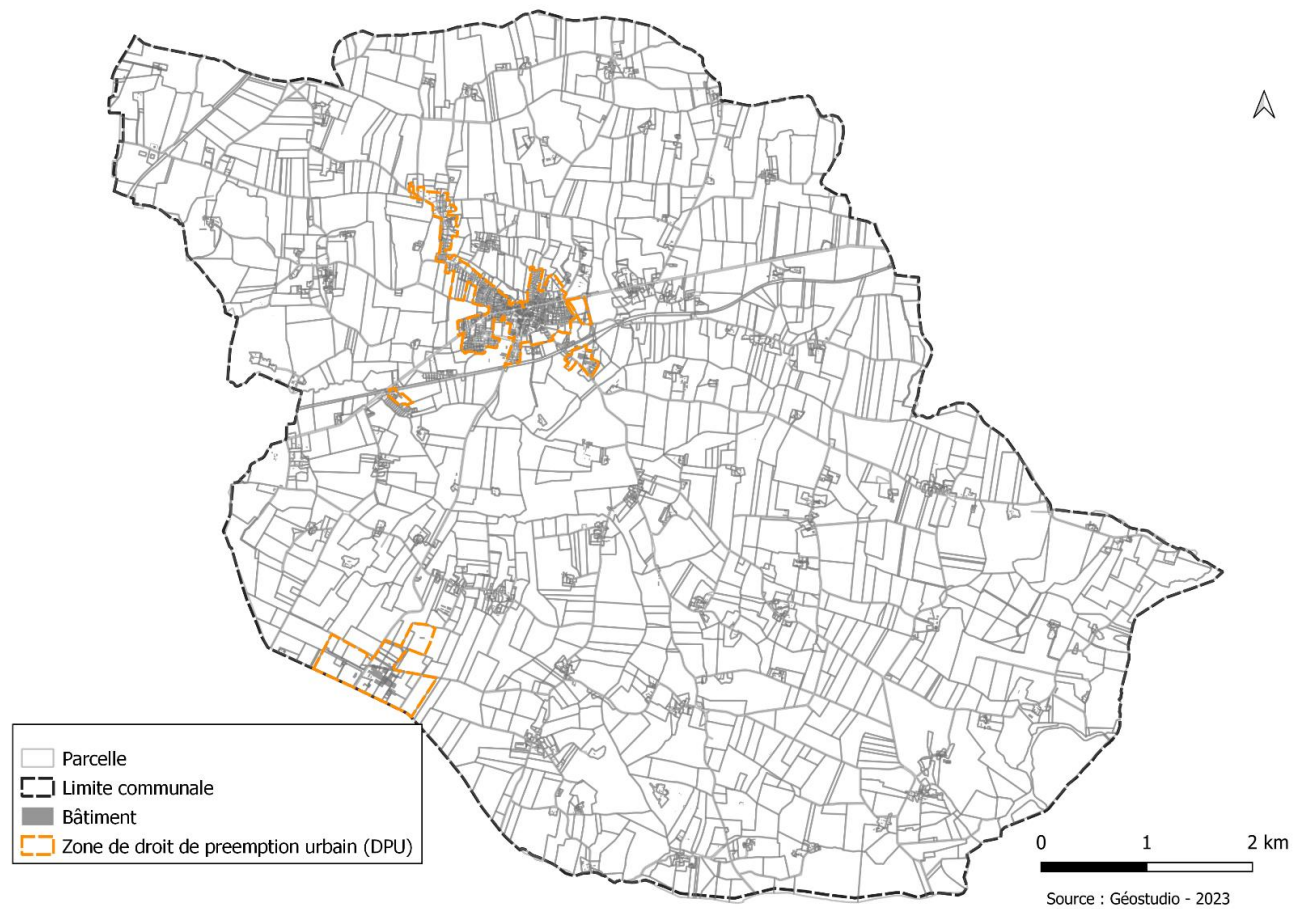 Parcelle
Limite communale
Bâtiment
Zone de droit de preemption urbain (DPU)
0 1 2 km
Source : Géostudio - 2023